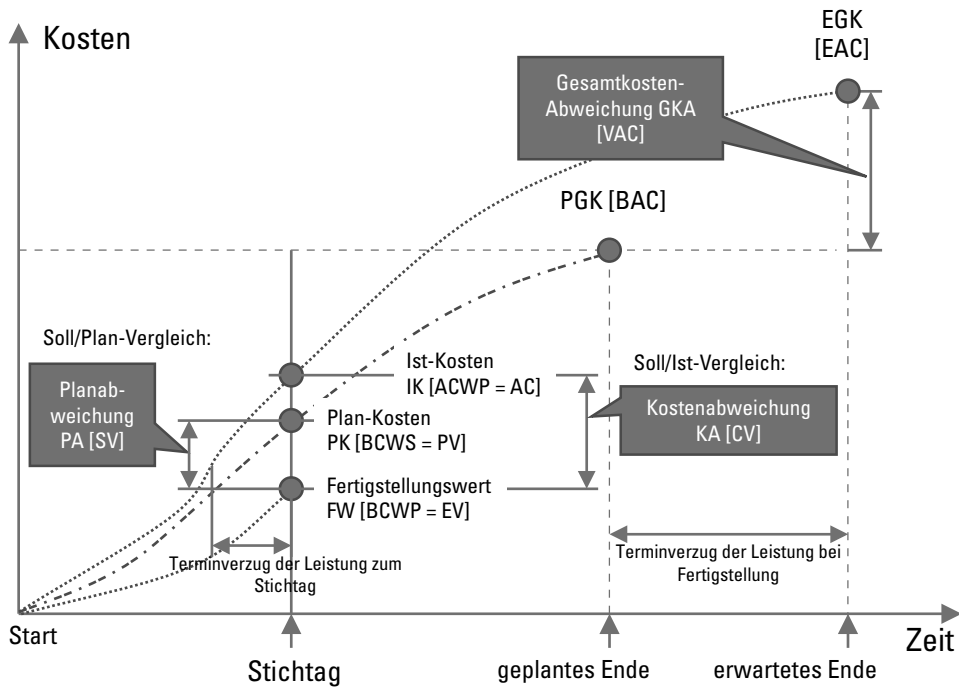 Kosten
EGK
[EAC]
Gesamtkosten-
Abweichung GKA
[VAC]
PGK [BAC]
Soll/Plan-Vergleich:
Planab-
weichung
PA [SV]
Ist-Kosten
IK [ACWP = AC]
Plan-Kosten
PK [BCWS = PV]
Fertigstellungswert
FW [BCWP = EV]
Soll/Ist-Vergleich:
Kostenabweichung
KA [CV]
Terminverzug der Leistung zum
Stichtag
Terminverzug der Leistung bei
Fertigstellung
Start
Zeit
Stichtag
geplantes Ende
erwartetes Ende